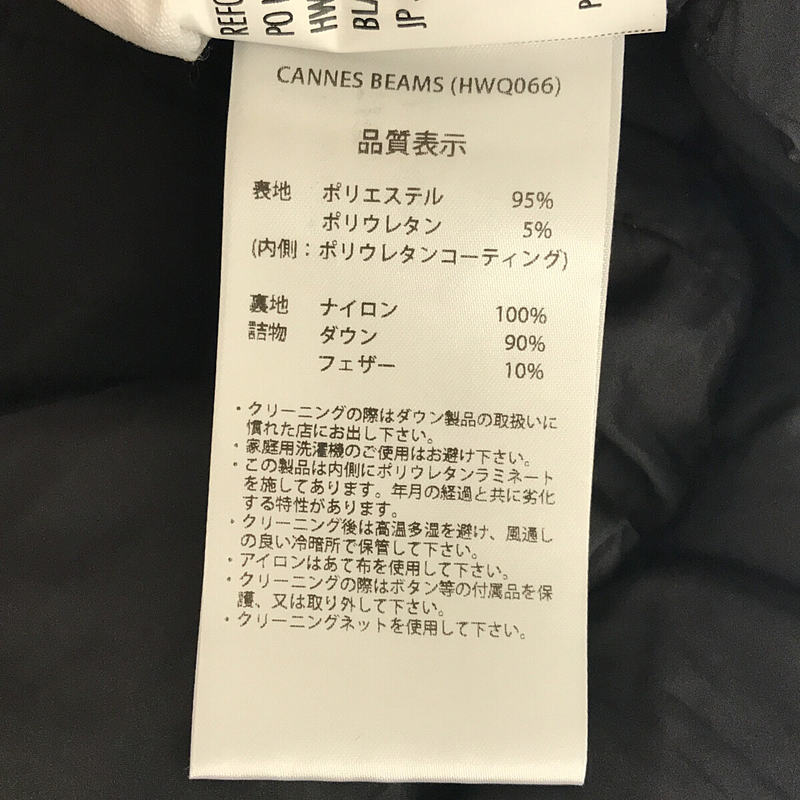 REFO
PO
HW
BLA
JP
P
CANNES BEAMS (HWQ066)
品質表示
表地 ポリエステル 95%
ポリウレタン 5%
(内側：ポリウレタンコーティング)
裏地 ナイロン 100%
詰物 ダウン 90%
フェザー 10%
・クリーニングの際はダウン製品の取扱いに
慣れた店にお出し下さい。
・家庭用洗濯機のご使用はお避け下さい。
・この製品は内側にポリウレタンラミネート
を施してあります。年月の経過と共に劣化
する特性があります。
・クリーニング後は高温多湿を避け、風通し
の良い冷暗所で保管して下さい。
・アイロンはあて布を使用して下さい。
・クリーニングの際はボタン等の付属品を保
護、又は取り外して下さい。
・クリーニングネットを使用して下さい。